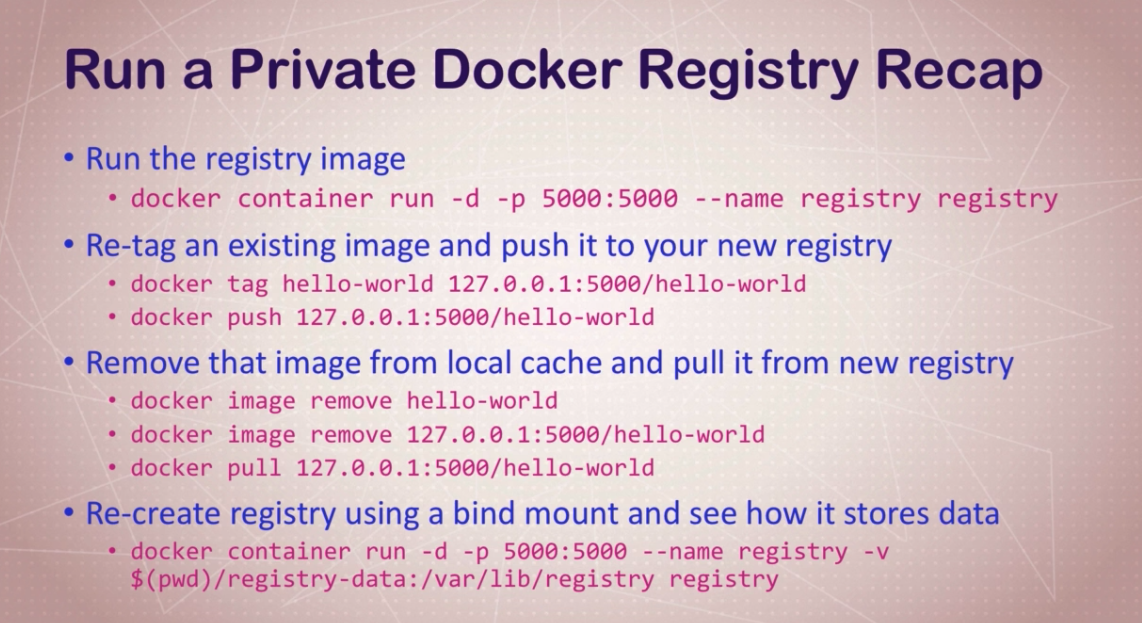 Run a Private Docker Registry Recap
• Run the registry image
• docker container run -d -p 5000:5000 --name registry registry
• Re-tag an existing image and push it to your new registry
• docker tag hello-world 127.0.0.1:5000/hello-world
• docker push 127.0.0.1:5000/hello-world
• Remove that image from local cache and pull it from new registry
• docker image remove hello-world
• docker image remove 127.0.0.1:5000/hello-world
• docker pull 127.0.0.1:5000/hello-world
• Re-create registry using a bind mount and see how it stores data
• docker container run -d -p 5000:5000 --name registry -v
$(pwd)/registry-data:/var/lib/registry registry